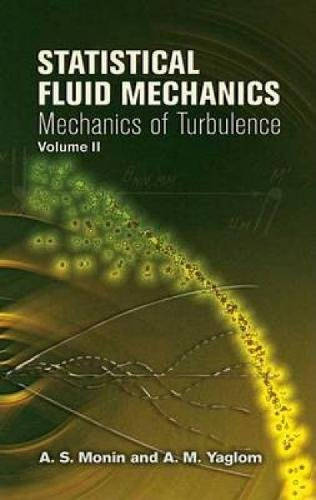 STATISTICAL
FLUID MECHANICS
Mechanics of Turbulence
Volume II
A. S. Monin and A. M. Yaglom